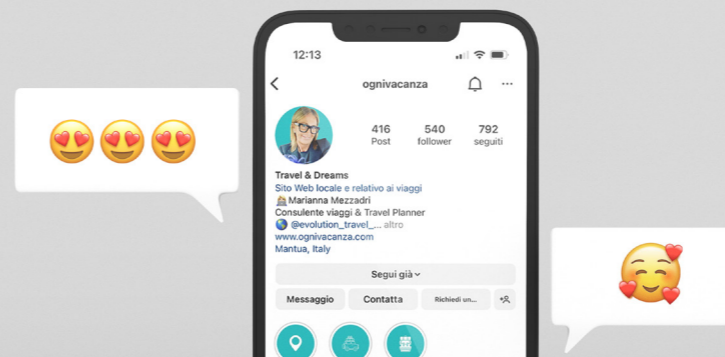 12:13
ognivacanza
416 540 792
Post follower seguiti
Travel & Dreams
Sito Web locale e relativo ai viaggi
Marianna Mezzadri
Consulente viaggi & Travel Planner
@evolution_travel_... altro
www.ognivacanza.com
Mantua, Italy
Segui già
Messaggio Contatta Richiedi un...